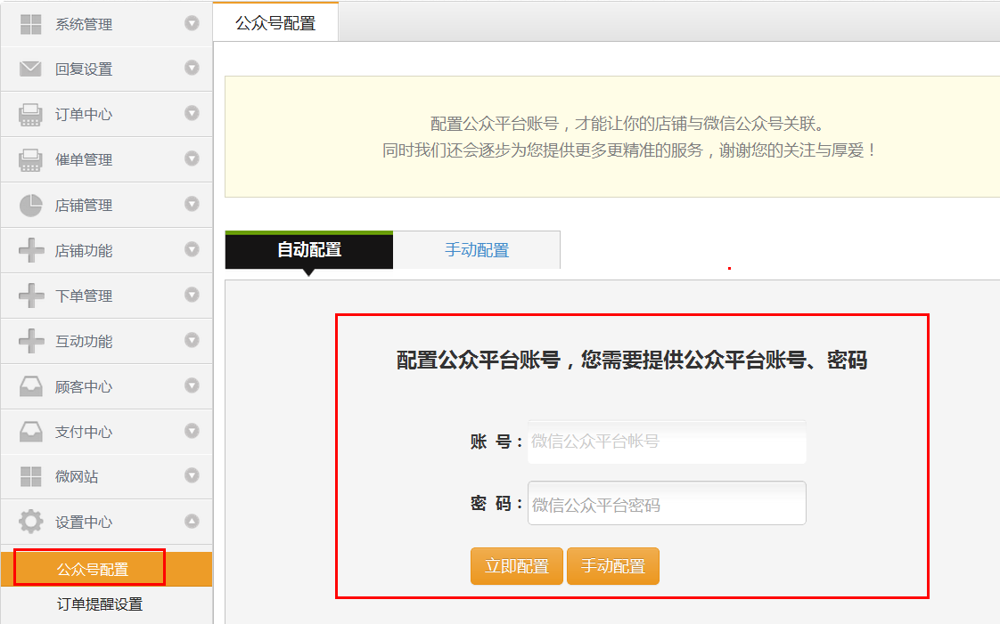 系统管理
回复设置
订单中心
催单管理
店铺管理
店铺功能
下单管理
互动功能
顾客中心
支付中心
微网站
设置中心
公众号配置
订单提醒设置
公众号配置
配置公众平台账号，才能让你的店铺与微信公众号关联。
同时我们还会逐步为您提供更多更精准的服务，谢谢您的关注与厚爱！
自动配置
手动配置
配置公众平台账号，您需要提供公众平台账号、密码
账 号：微信公众平台帐号
密 码：微信公众平台密码
立即配置 手动配置